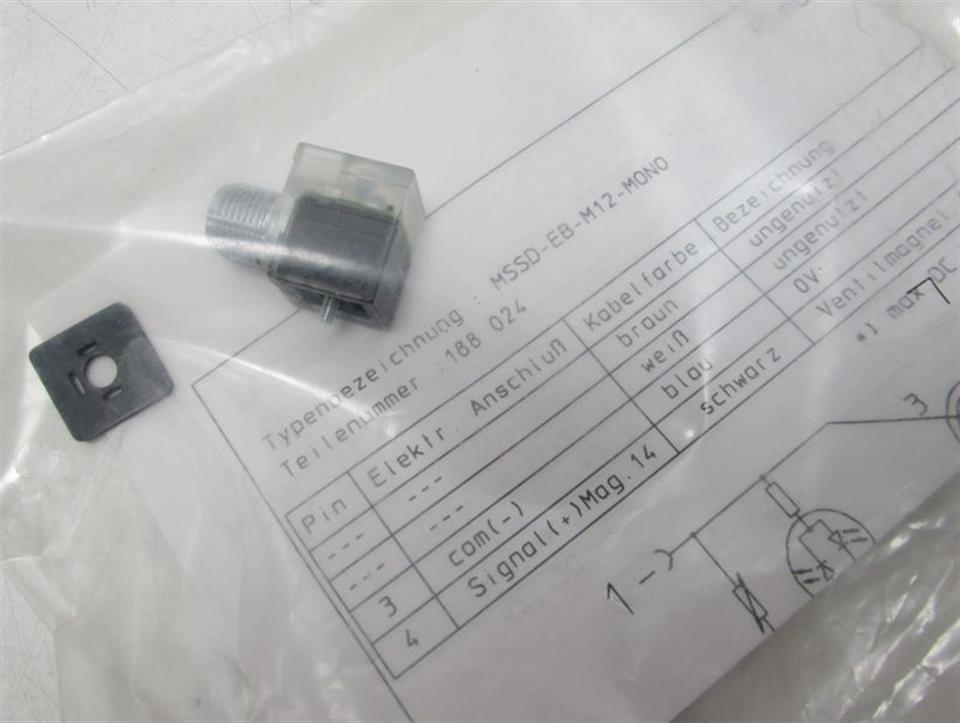 Typenbezeichnung : MSSD-EB-M12-MONO
Teilenummer :188 024
Pin Elektr. Anschluß Kabelfarbe Bezeichnung
--- --- braun ungenutzt
--- --- weiß ungenutzt
3 com(-) blau 0V
4 Signal(+)Mag.14 schwarz
*) max DC
3
1